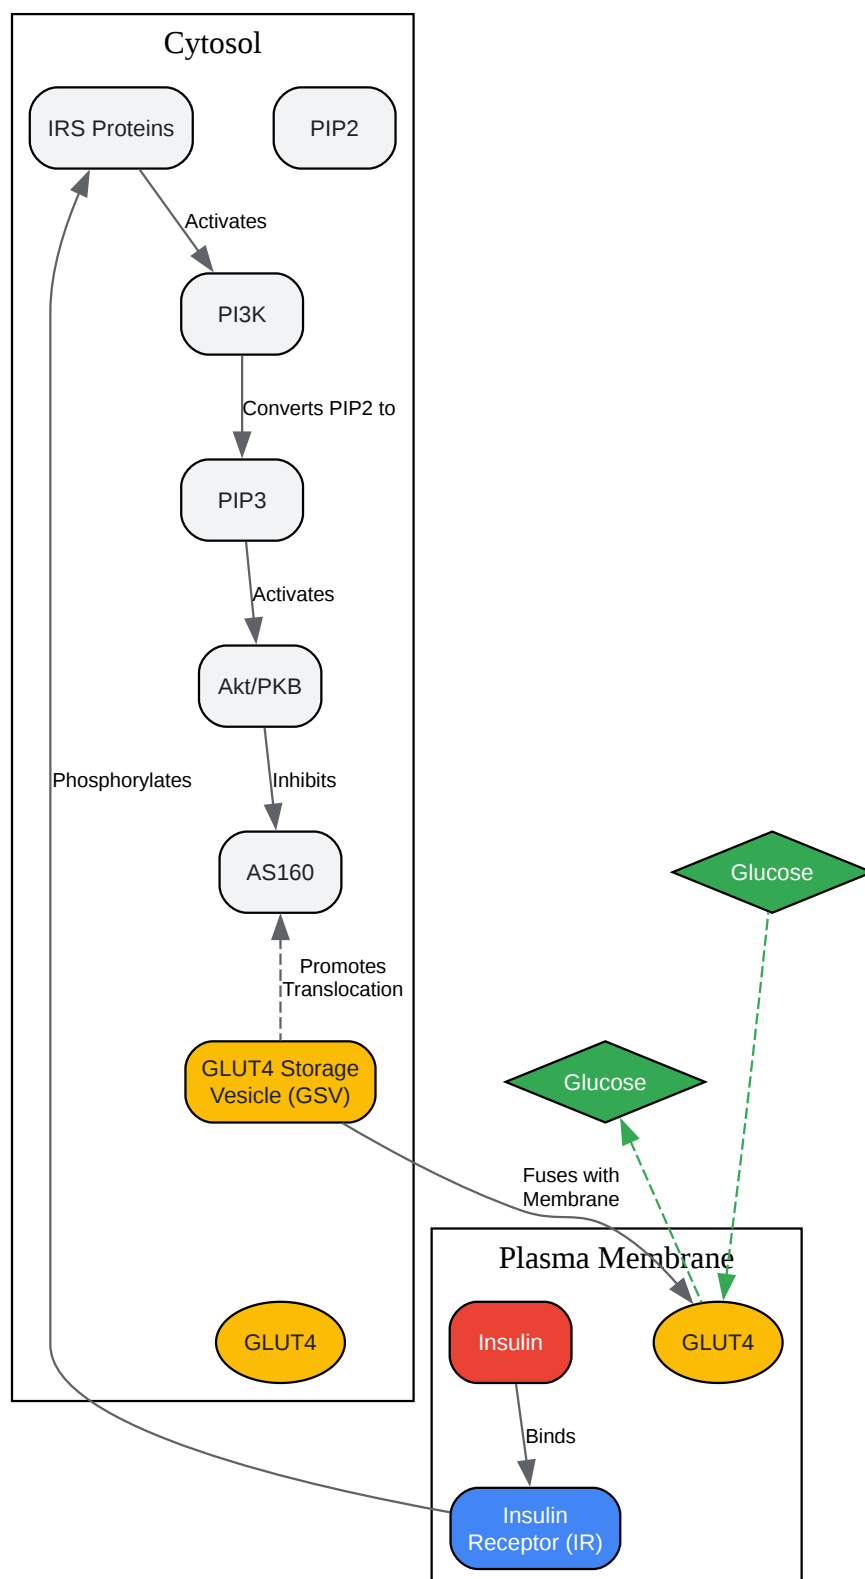 Cytosol
IRS Proteins
PIP2
Activates
PI3K
Converts PIP2 to
PIP3
Activates
Akt/PKB
Phosphorylates
Inhibits
AS160
Glucose
Promotes
Translocation
GLUT4 Storage
Vesicle (GSV)
Glucose
Fuses with
Membrane
Plasma Membrane
GLUT4
Insulin
GLUT4
Binds
Insulin
Receptor (IR)